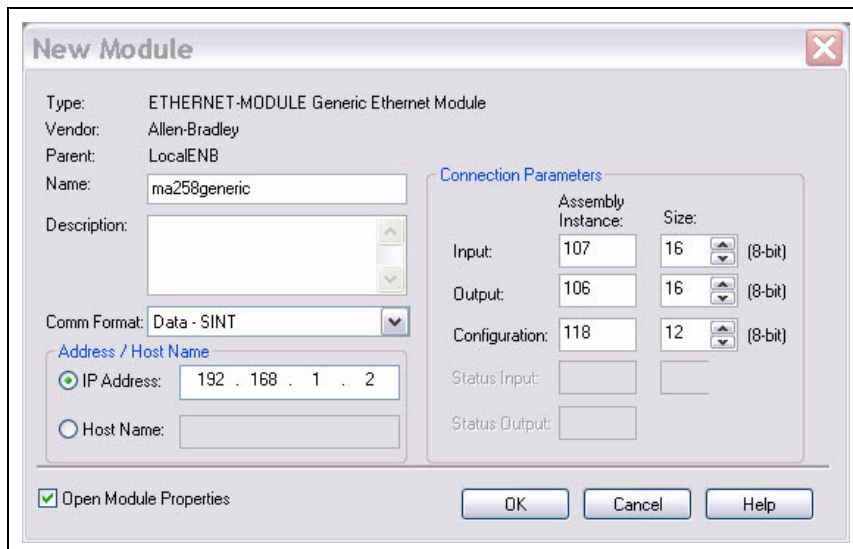 New Module
Type: ETHERNET-MODULE Generic Ethernet Module
Vendor: Allen-Bradley
Parent: LocalENB
Name: ma258generic
Description:
Comm Format: Data - SINT
Address / Host Name
IP Address: 192 . 168 . 1 . 2
Host Name:
Connection Parameters
Assembly Instance: Size:
Input: 107 16 (8-bit)
Output: 106 16 (8-bit)
Configuration: 118 12 (8-bit)
Status Input:
Status Output:
Open Module Properties
OK Cancel Help